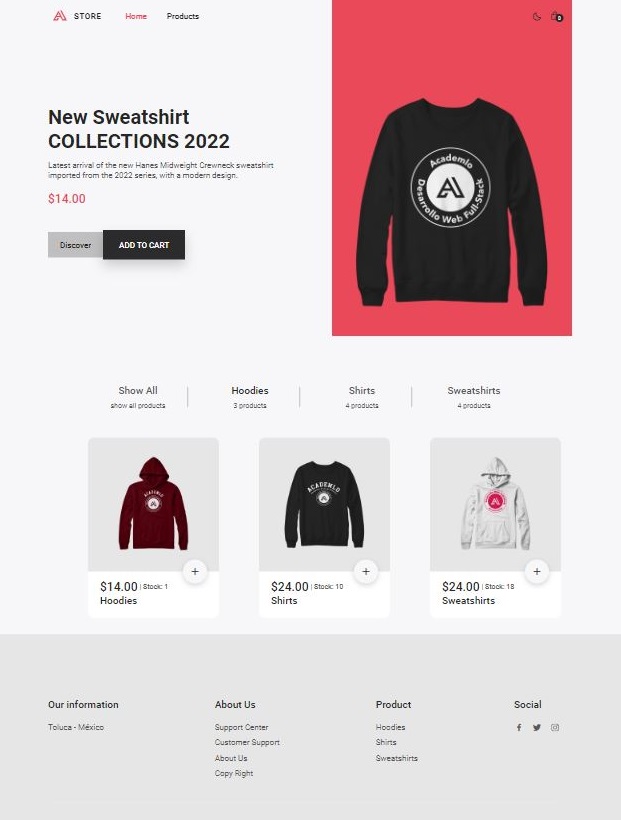 STORE
Home
Products
0
New Sweatshirt
COLLECTIONS 2022
Latest arrival of the new Hanes Midweight Crewneck sweatshirt
imported from the 2022 series, with a modern design.
$14.00
Discover
ADD TO CART
Academlo
Desarrollo Web Full-Stack
Show All
show all products
Hoodies
3 products
Shirts
4 products
Sweatshirts
4 products
ACADEMLO
+
$14.00 | Stock: 1
Hoodies
ACADEMLO
+
$24.00 | Stock: 10
Shirts
+
$24.00 | Stock: 18
Sweatshirts
Our information
Toluca - México
About Us
Support Center
Customer Support
About Us
Copy Right
Product
Hoodies
Shirts
Sweatshirts
Social